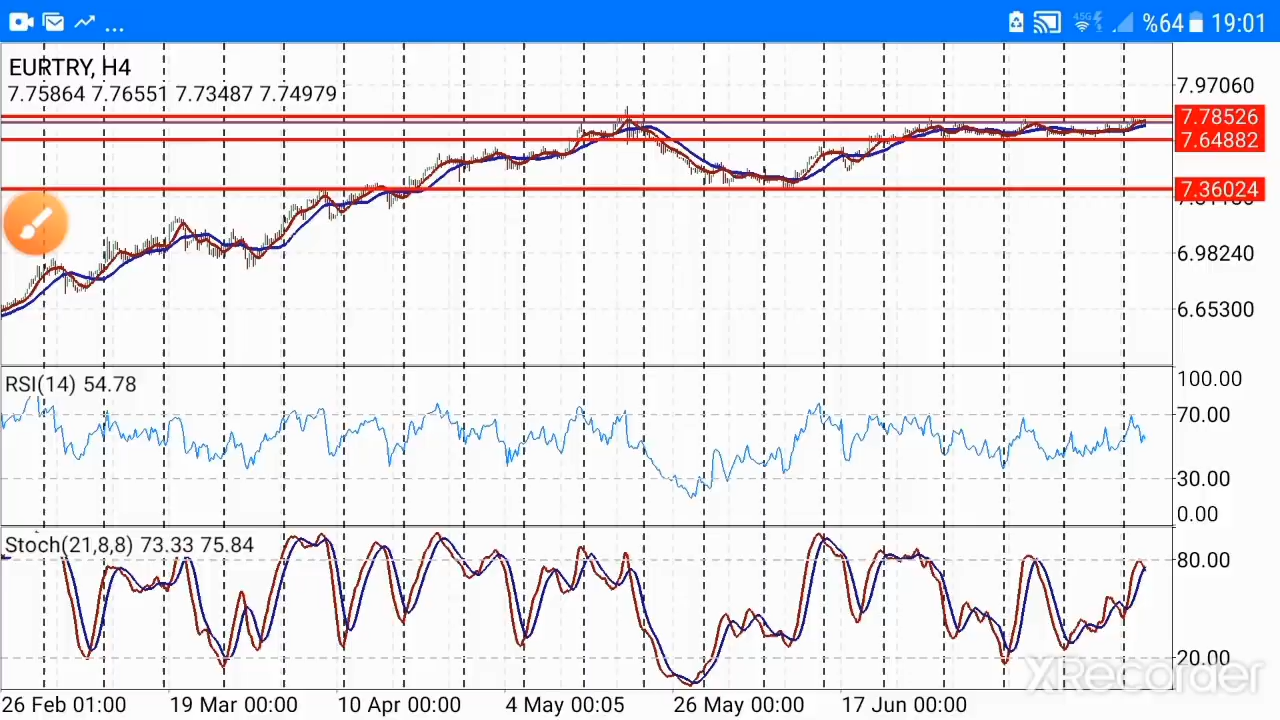 ... 4.5G %64 19:01
EURTRY, H4
7.75864 7.76551 7.73487 7.74979
7.97060
7.78526
7.64882
7.36024
6.98240
6.65300
RSI(14) 54.78
100.00
70.00
30.00
0.00
Stoch(21,8,8) 73.33 75.84
80.00
20.00
XRecorder
26 Feb 01:00 19 Mar 00:00 10 Apr 00:00 4 May 00:05 26 May 00:00 17 Jun 00:00